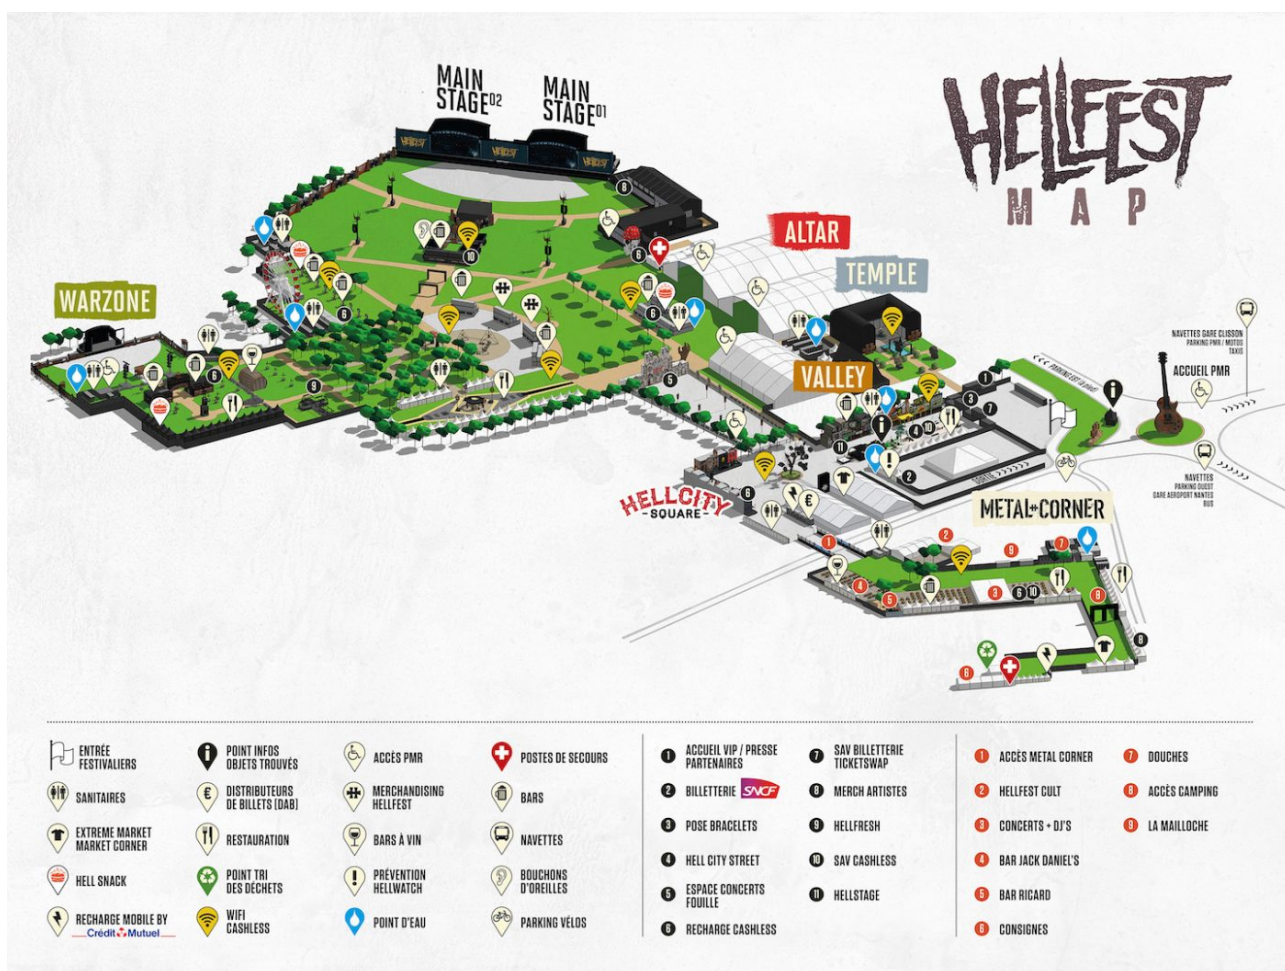 MAIN
STAGE02
MAIN
STAGE01
HELLFEST
MAP
HELLFEST
HELLFEST
HELLFEST
ALTAR
TEMPLE
WARZONE
VALLEY
NAVETTES GARE CLISSON
PARKING PMR / MOTOS
TAXIS
ACCUEIL PMR
PARKING EST (à pied)
NAVETTES
PARKING OUEST
GARE AEROPORT NANTES
BUS
SORTIE
HELLCITY
- SQUARE -
METAL CORNER
ENTRÉE
FESTIVALIERS
SANITAIRES
EXTREME MARKET
MARKET CORNER
HELL SNACK
RECHARGE MOBILE BY
Crédit Mutuel
POINT INFOS
OBJETS TROUVÉS
DISTRIBUTEURS
DE BILLETS (DAB)
RESTAURATION
POINT TRI
DES DÉCHETS
WIFI
CASHLESS
ACCÈS PMR
MERCHANDISING
HELLFEST
BARS À VIN
PRÉVENTION
HELLWATCH
POINT D'EAU
POSTES DE SECOURS
BARS
NAVETTES
BOUCHONS
D'OREILLES
PARKING VÉLOS
1 ACCUEIL VIP / PRESSE
PARTENAIRES
2 BILLETTERIE SNCF
3 POSE BRACELETS
4 HELL CITY STREET
5 ESPACE CONCERTS
FOUILLE
6 RECHARGE CASHLESS
7 SAV BILLETTERIE
TICKETSWAP
8 MERCH ARTISTES
9 HELLFRESH
10 SAV CASHLESS
11 HELLSTAGE
1 ACCÈS METAL CORNER
2 HELLFEST CULT
3 CONCERTS + DJ'S
4 BAR JACK DANIEL'S
5 BAR RICARD
6 CONSIGNES
7 DOUCHES
8 ACCÈS CAMPING
9 LA MAILLOCHE